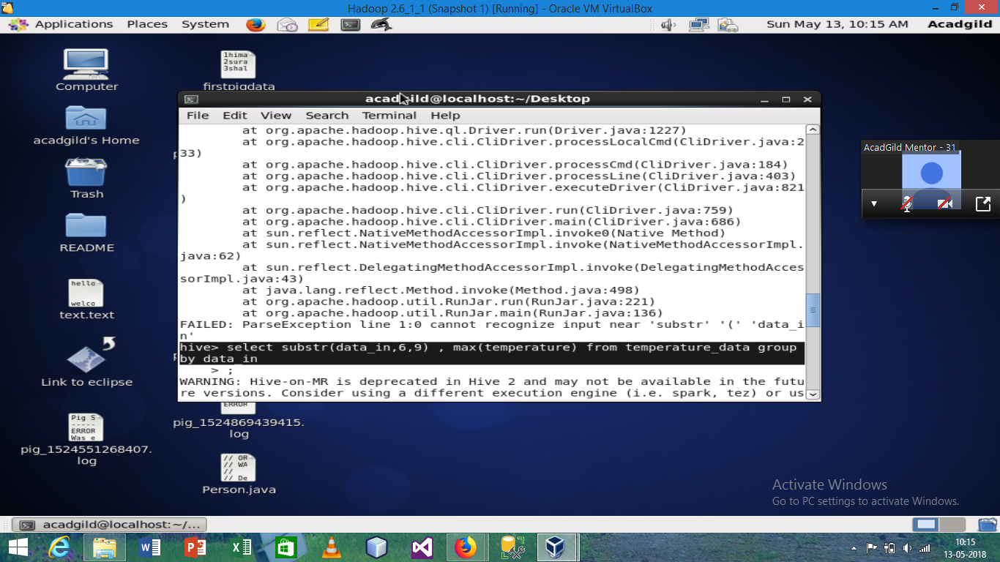 Hadoop 2.6_1_1 (Snapshot 1) [Running] - Oracle VM VirtualBox
Applications Places System
Sun May 13, 10:15 AM Acadgild
Computer
1hima
2sura
3shal
firstpigdata
acadgild's Home
Trash
README
hello
welco
text.text
Link to eclipse
Pig S
-----
ERROR
Was e
pig_1524551268407.
log
ERROR
pig_1524869439415.
log
// OR
// WA
//
// De
Person.java
acadgild@localhost:~/Desktop
File Edit View Search Terminal Help
at org.apache.hadoop.hive.ql.Driver.run(Driver.java:1227)
at org.apache.hadoop.hive.cli.CliDriver.processLocalCmd(CliDriver.java:2
33)
at org.apache.hadoop.hive.cli.CliDriver.processCmd(CliDriver.java:184)
at org.apache.hadoop.hive.cli.CliDriver.processLine(CliDriver.java:403)
at org.apache.hadoop.hive.cli.CliDriver.executeDriver(CliDriver.java:821
)
at org.apache.hadoop.hive.cli.CliDriver.run(CliDriver.java:759)
at org.apache.hadoop.hive.cli.CliDriver.main(CliDriver.java:686)
at sun.reflect.NativeMethodAccessorImpl.invoke0(Native Method)
at sun.reflect.NativeMethodAccessorImpl.invoke(NativeMethodAccessorImpl.
java:62)
at sun.reflect.DelegatingMethodAccessorImpl.invoke(DelegatingMethodAcces
sorImpl.java:43)
at java.lang.reflect.Method.invoke(Method.java:498)
at org.apache.hadoop.util.RunJar.run(RunJar.java:221)
at org.apache.hadoop.util.RunJar.main(RunJar.java:136)
FAILED: ParseException line 1:0 cannot recognize input near 'substr' '(' 'data_i
n'
hive> select substr(data_in,6,9) , max(temperature) from temperature_data group
by data_in
> ;
WARNING: Hive-on-MR is deprecated in Hive 2 and may not be available in the futu
re versions. Consider using a different execution engine (i.e. spark, tez) or us
AcadGild Mentor - 31
Activate Windows
Go to PC settings to activate Windows.
acadgild@localhost:~/...
10:15
13-05-2018